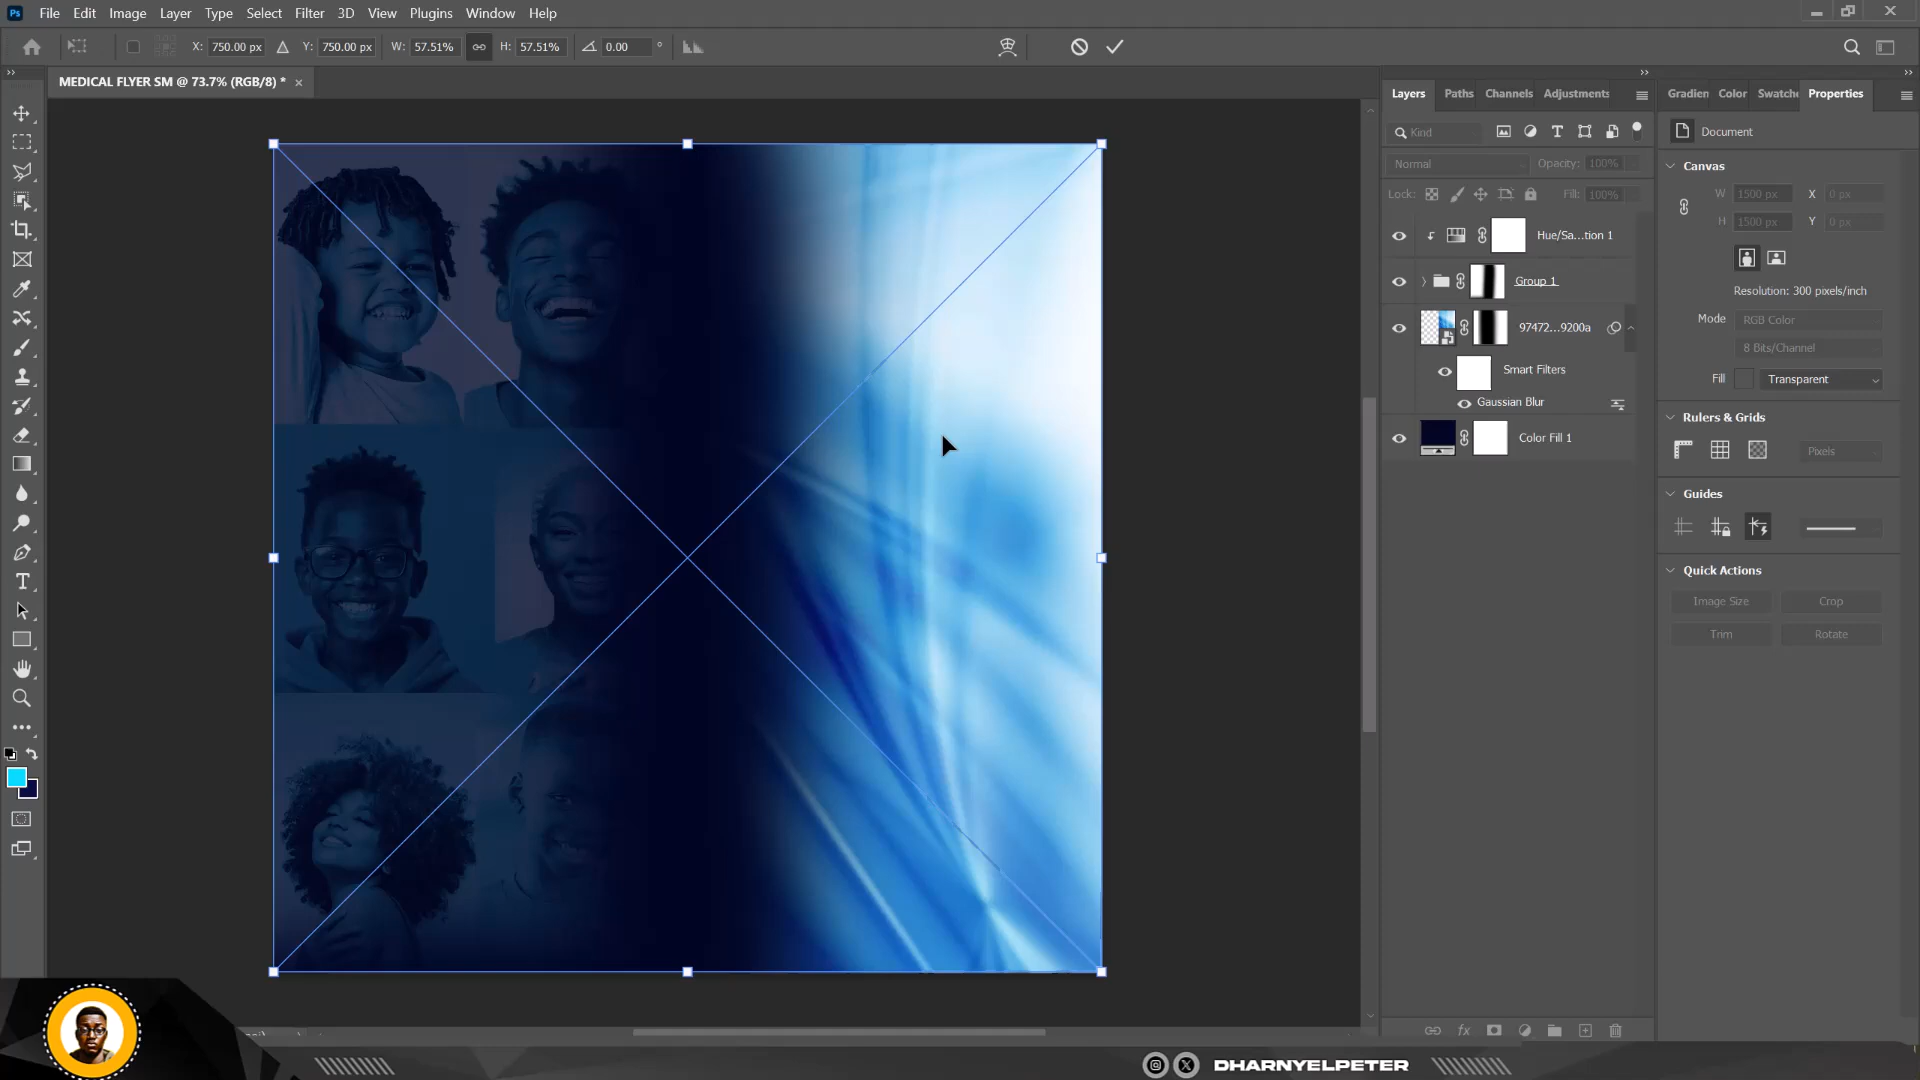 Ps File Edit Image Layer Type Select Filter 3D View Plugins Window Help
X: 750.00 px Y: 750.00 px W: 57.51% H: 57.51% 0.00 °
MEDICAL FLYER SM @ 73.7% (RGB/8) * ×
Layers Paths Channels Adjustments
Kind
Normal Opacity: 100%
Lock: Fill: 100%
Hue/Sa...tion 1
Group 1
97472...9200a
Smart Filters
Gaussian Blur
Color Fill 1
fx
Gradien Color Swatche Properties
Document
Canvas
W 1500 px X 0 px
H 1500 px Y 0 px
Resolution: 300 pixels/inch
Mode RGB Color
8 Bits/Channel
Fill Transparent
Rulers & Grids
Pixels
Guides
Quick Actions
Image Size Crop
Trim Rotate
DHARNYELPETER